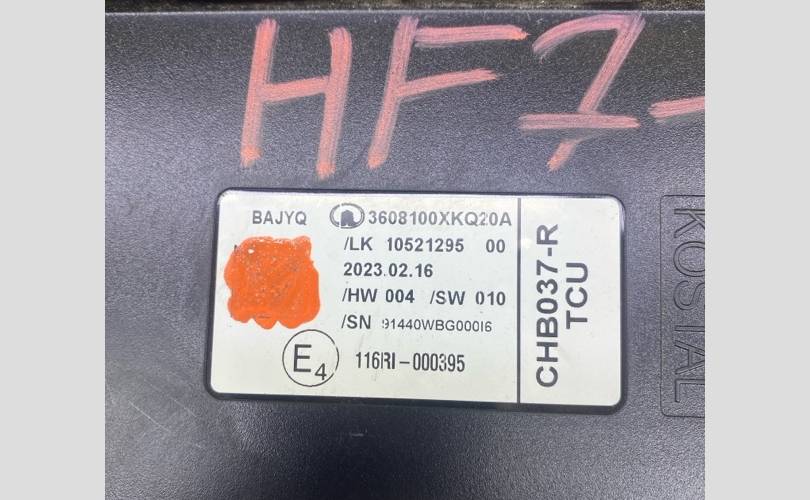 HF7-
BAJYQ 3608100XKQ20A
/LK 10521295 00
2023.02.16
/HW 004 /SW 010
/SN 91440WBG000I6
E4 116IRI-000395
CHB037-R
TCU
KOSTAL